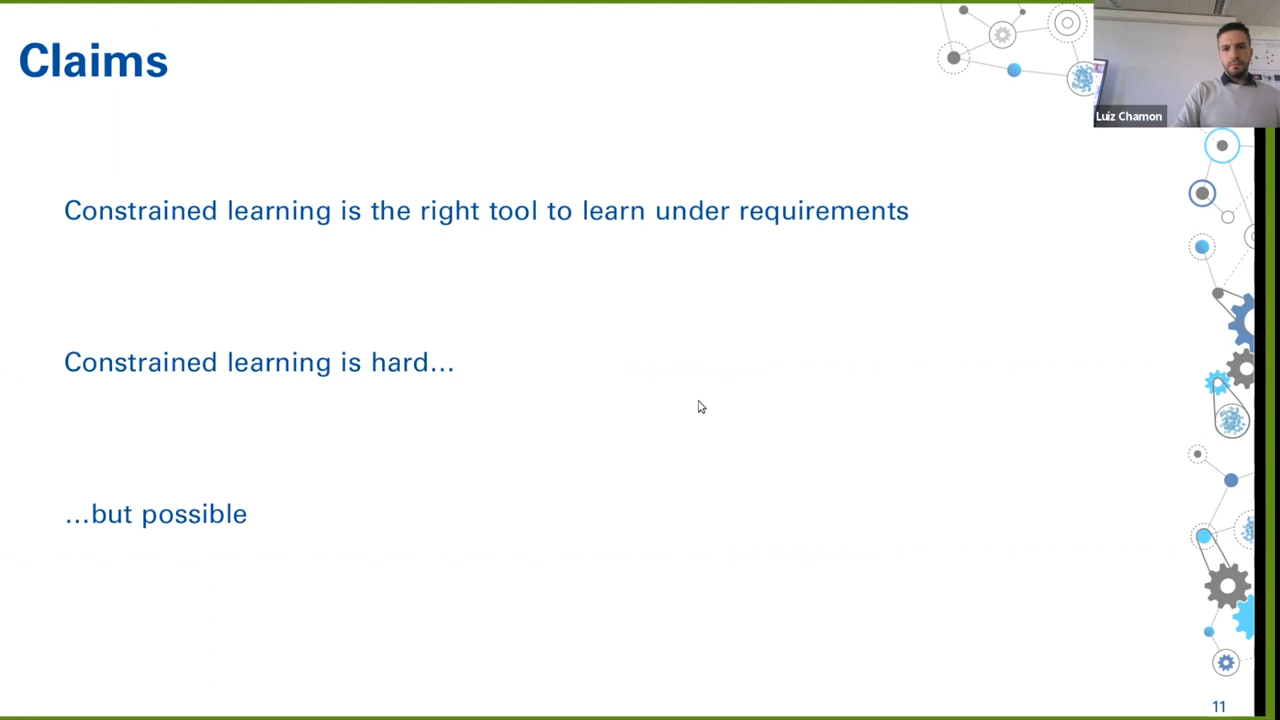 Claims
Luiz Chamon
Constrained learning is the right tool to learn under requirements
Constrained learning is hard…
…but possible
11